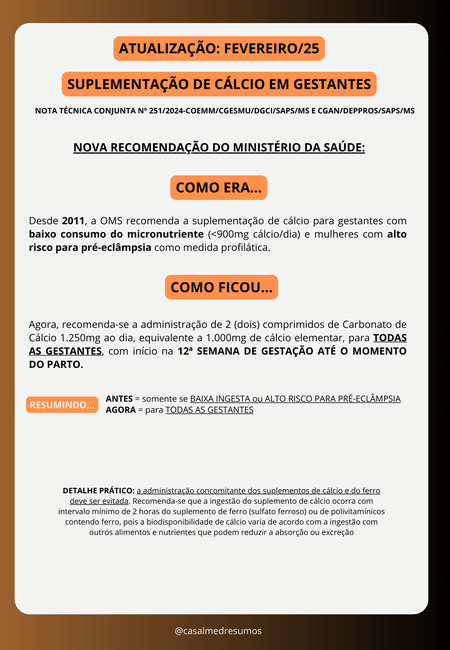 ATUALIZAÇÃO: FEVEREIRO/25
SUPLEMENTAÇÃO DE CÁLCIO EM GESTANTES
NOTA TÉCNICA CONJUNTA Nº 251/2024-COEMM/CGESMU/DGCI/SAPS/MS E CGAN/DEPPROS/SAPS/MS
NOVA RECOMENDAÇÃO DO MINISTÉRIO DA SAÚDE:
COMO ERA...
Desde 2011, a OMS recomenda a suplementação de cálcio para gestantes com
baixo consumo do micronutriente (<900mg cálcio/dia) e mulheres com alto
risco para pré-eclâmpsia como medida profilática.
COMO FICOU...
Agora, recomenda-se a administração de 2 (dois) comprimidos de Carbonato de
Cálcio 1.250mg ao dia, equivalente a 1.000mg de cálcio elementar, para TODAS
AS GESTANTES, com início na 12ª SEMANA DE GESTAÇÃO ATÉ O MOMENTO
DO PARTO.
RESUMINDO...
ANTES = somente se BAIXA INGESTA ou ALTO RISCO PARA PRÉ-ECLÂMPSIA
AGORA = para TODAS AS GESTANTES
DETALHE PRÁTICO: a administração concomitante dos suplementos de cálcio e do ferro
deve ser evitada. Recomenda-se que a ingestão do suplemento de cálcio ocorra com
intervalo mínimo de 2 horas do suplemento de ferro (sulfato ferroso) ou de polivitamínicos
contendo ferro, pois a biodisponibilidade de cálcio varia de acordo com a ingestão com
outros alimentos e nutrientes que podem reduzir a absorção ou excreção
@casalmedresumos